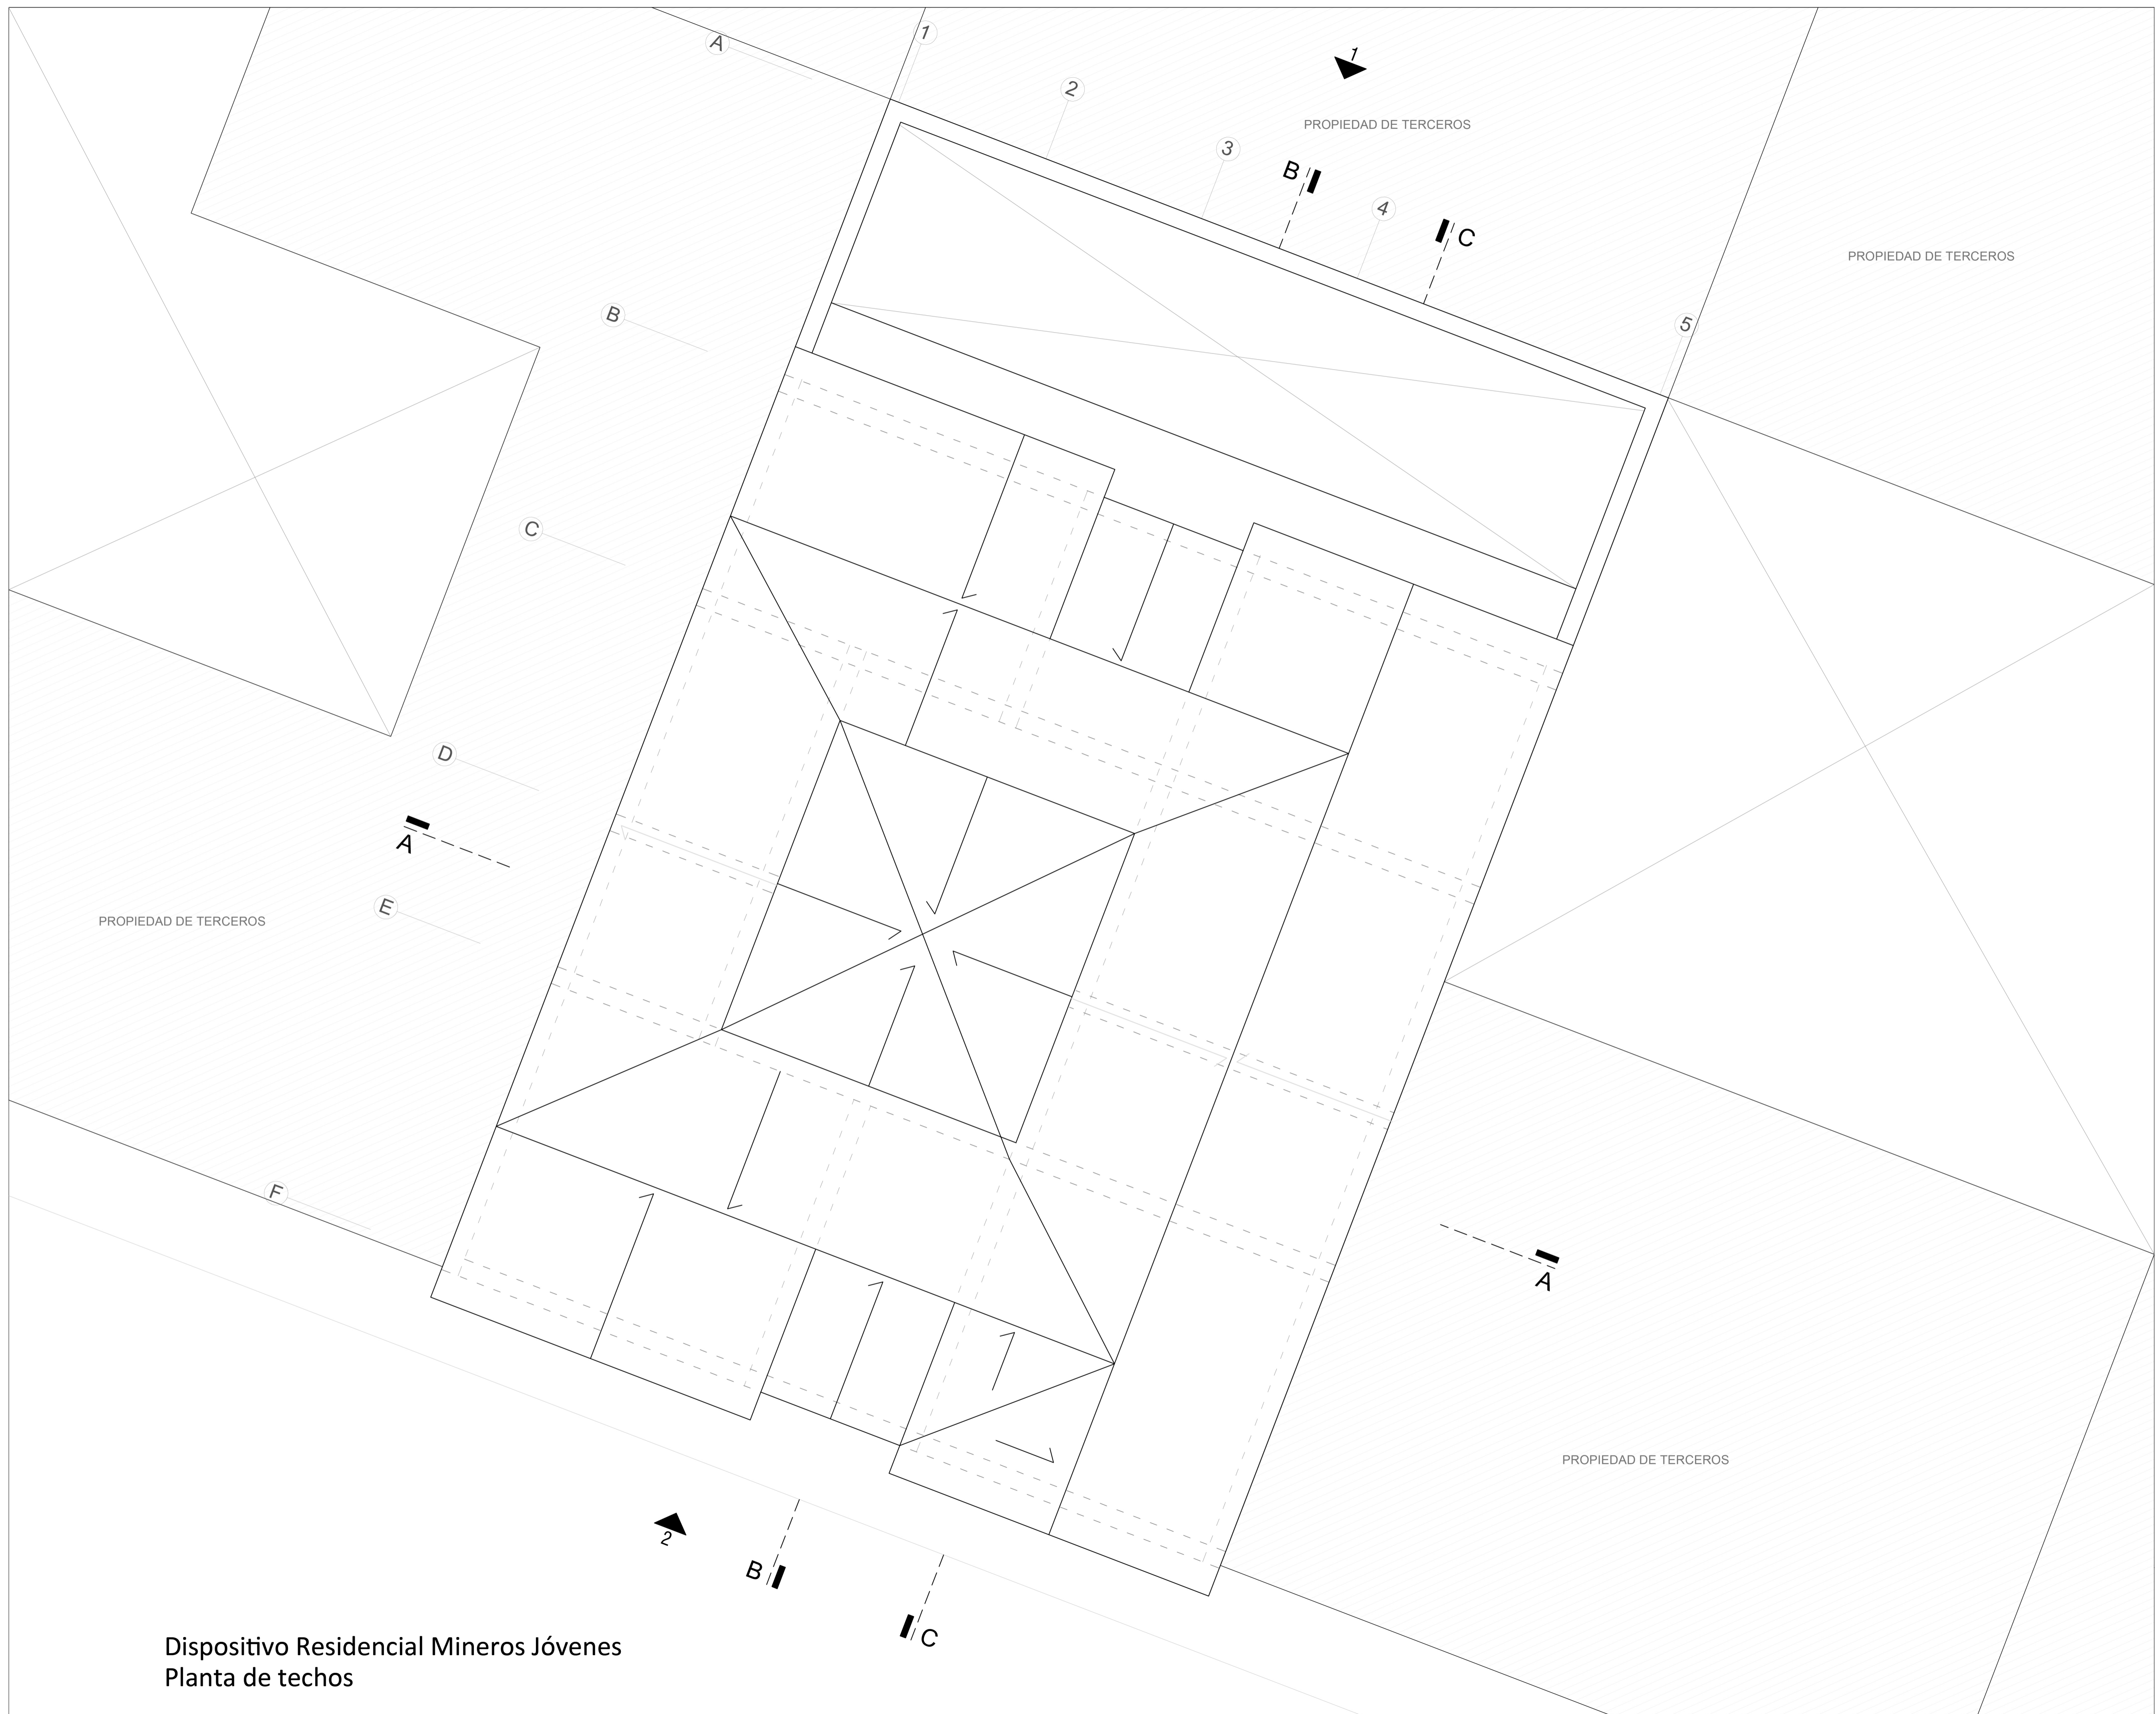 1
A
1
2
PROPIEDAD DE TERCEROS
3
B
4
C
PROPIEDAD DE TERCEROS
B
5
C
D
A
E
PROPIEDAD DE TERCEROS
F
A
PROPIEDAD DE TERCEROS
2
B
C
Dispositivo Residencial Mineros Jóvenes
Planta de techos